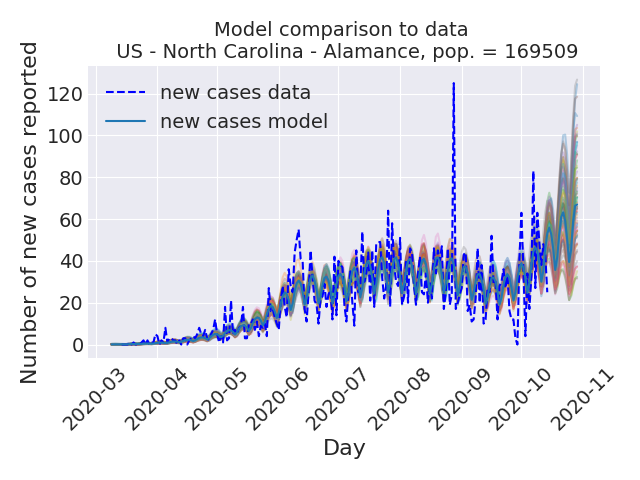 Model comparison to data
US - North Carolina - Alamance, pop. = 169509
Number of new cases reported
120
100
80
60
40
20
0
new cases data
new cases model
2020-03
2020-04
2020-05
2020-06
2020-07
2020-08
2020-09
2020-10
2020-11
Day